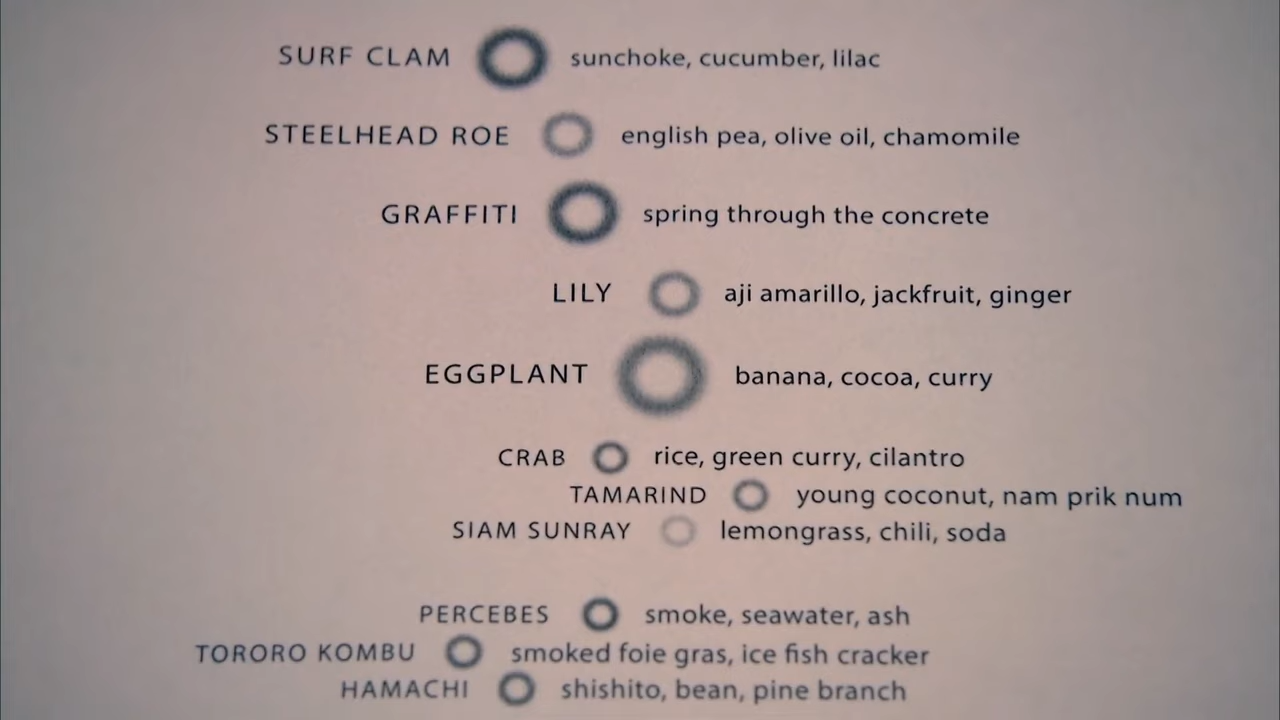 SURF CLAM sunchoke, cucumber, lilac
STEELHEAD ROE english pea, olive oil, chamomile
GRAFFITI spring through the concrete
LILY aji amarillo, jackfruit, ginger
EGGPLANT banana, cocoa, curry
CRAB rice, green curry, cilantro
TAMARIND young coconut, nam prik num
SIAM SUNRAY lemongrass, chili, soda
PERCEBES smoke, seawater, ash
TORORO KOMBU smoked foie gras, ice fish cracker
HAMACHI shishito, bean, pine branch